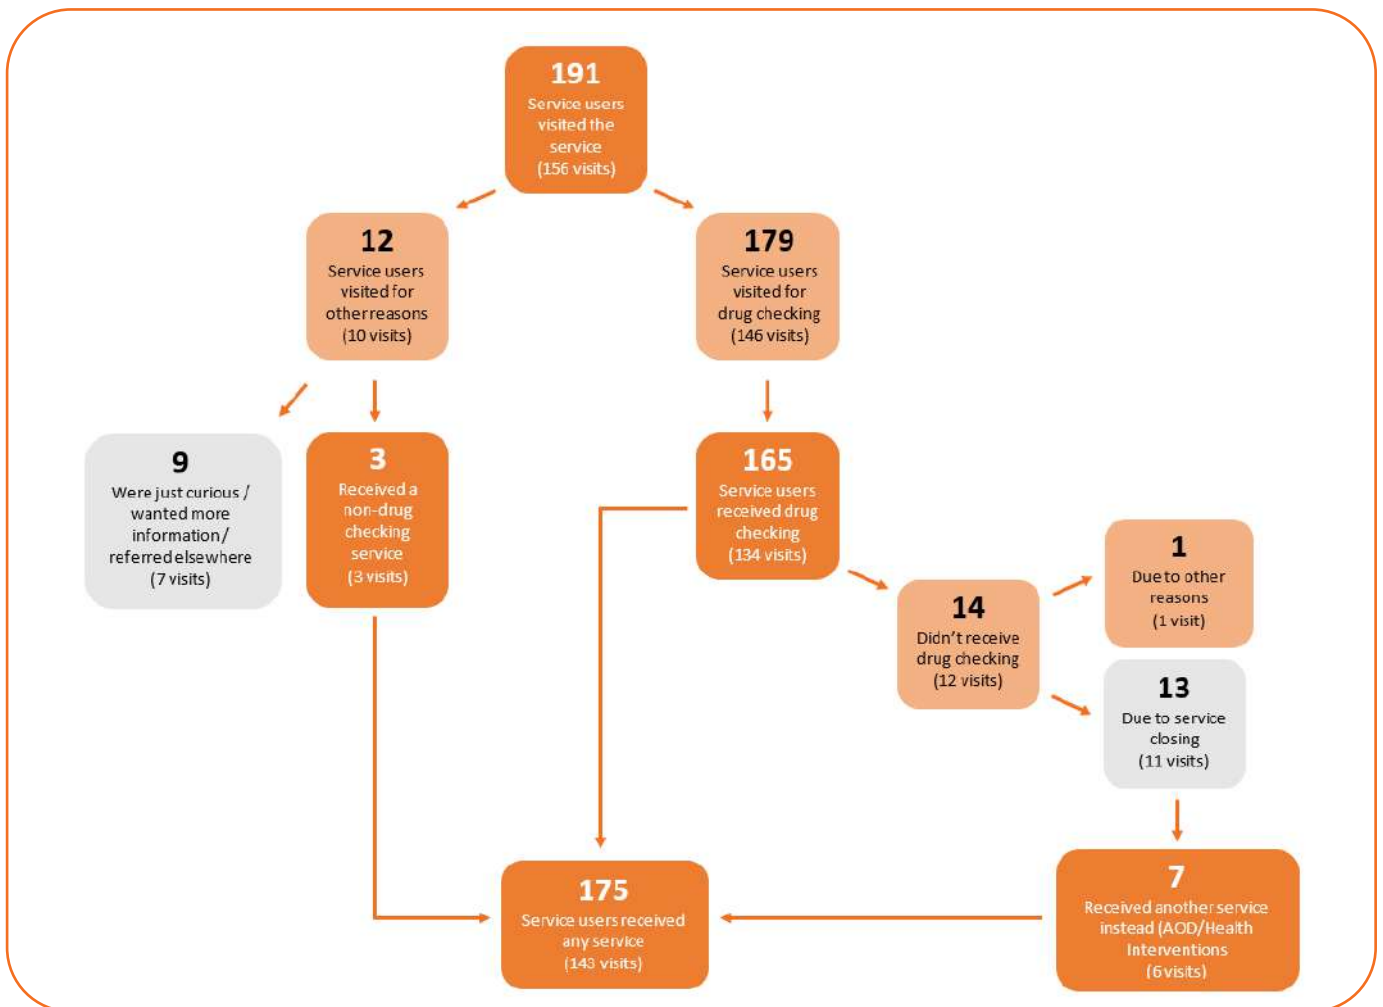 191
Service users
visited the
service
(156 visits)
12
Service users
visited for
other reasons
(10 visits)
179
Service users
visited for
drug checking
(146 visits)
9
Were just curious /
wanted more
information /
referred elsewhere
(7 visits)
3
Received a
non-drug
checking
service
(3 visits)
165
Service users
received drug
checking
(134 visits)
14
Didn't receive
drug checking
(12 visits)
1
Due to other
reasons
(1 visit)
13
Due to service
closing
(11 visits)
7
Received another service
instead (AOD/Health
Interventions
(6 visits)
175
Service users received
any service
(143 visits)